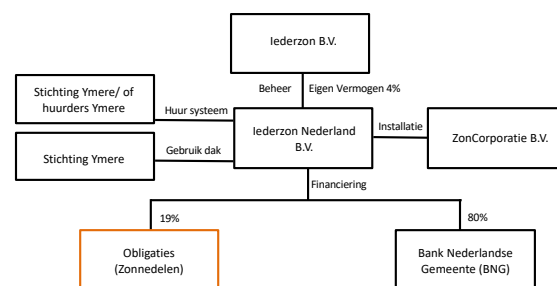 Iederzon B.V.
Beheer
Eigen Vermogen 4%
Stichting Ymere/ of
huurders Ymere
Huur systeem
Iederzon Nederland
B.V.
Installatie
ZonCorporatie B.V.
Stichting Ymere
Gebruik dak
Financiering
19%
80%
Obligaties
(Zonnedelen)
Bank Nederlandse
Gemeente (BNG)